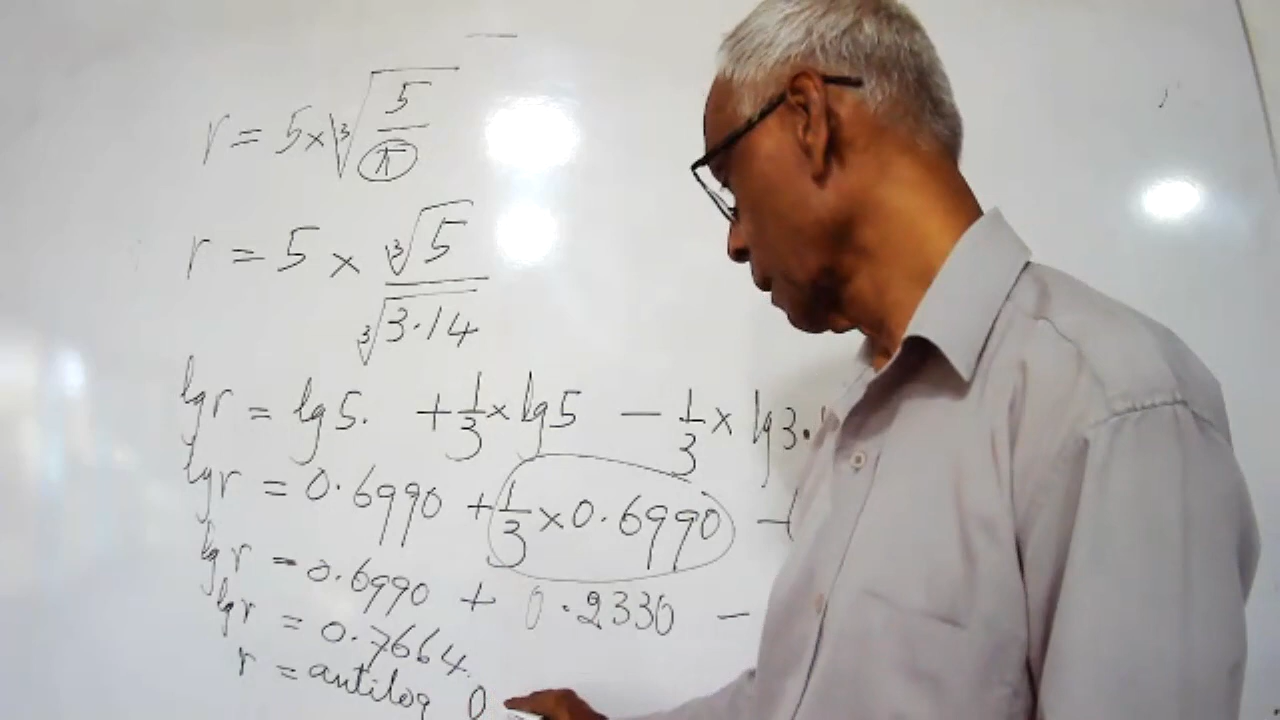 r = 5 × ∛(5/π)
r = 5 × ∛5 / ∛3.14
lg r = lg 5. + 1/3 × lg 5 − 1/3 × lg 3.
lg r = 0.6990 + 1/3 × 0.6990 −
lg r = 0.6990 + 0.2330 −
lg r = 0.7664.
r = antilog 0